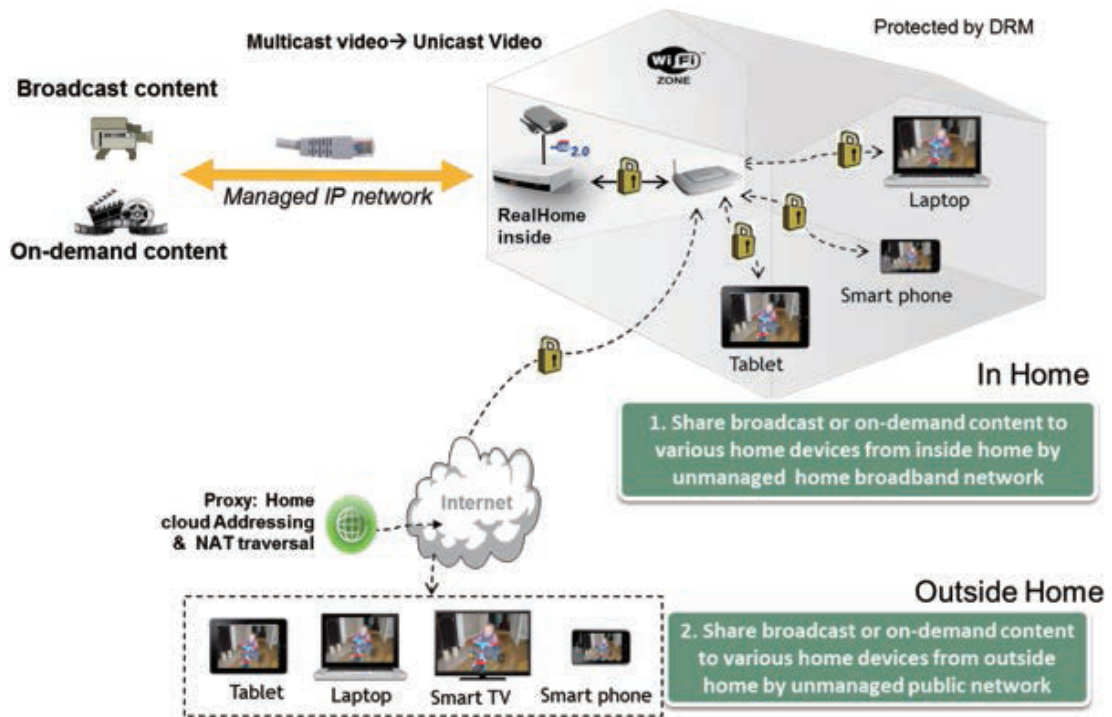 Multicast video→ Unicast Video
Protected by DRM
WiFi
ZONE
Broadcast content
2.0
Managed IP network
On-demand content
RealHome
inside
Laptop
Smart phone
Tablet
In Home
1. Share broadcast or on-demand content to
various home devices from inside home by
unmanaged home broadband network
Internet
Proxy: Home
cloud Addressing
& NAT traversal
Outside Home
2. Share broadcast or on-demand content
to various home devices from outside
home by unmanaged public network
Tablet
Laptop
Smart TV
Smart phone